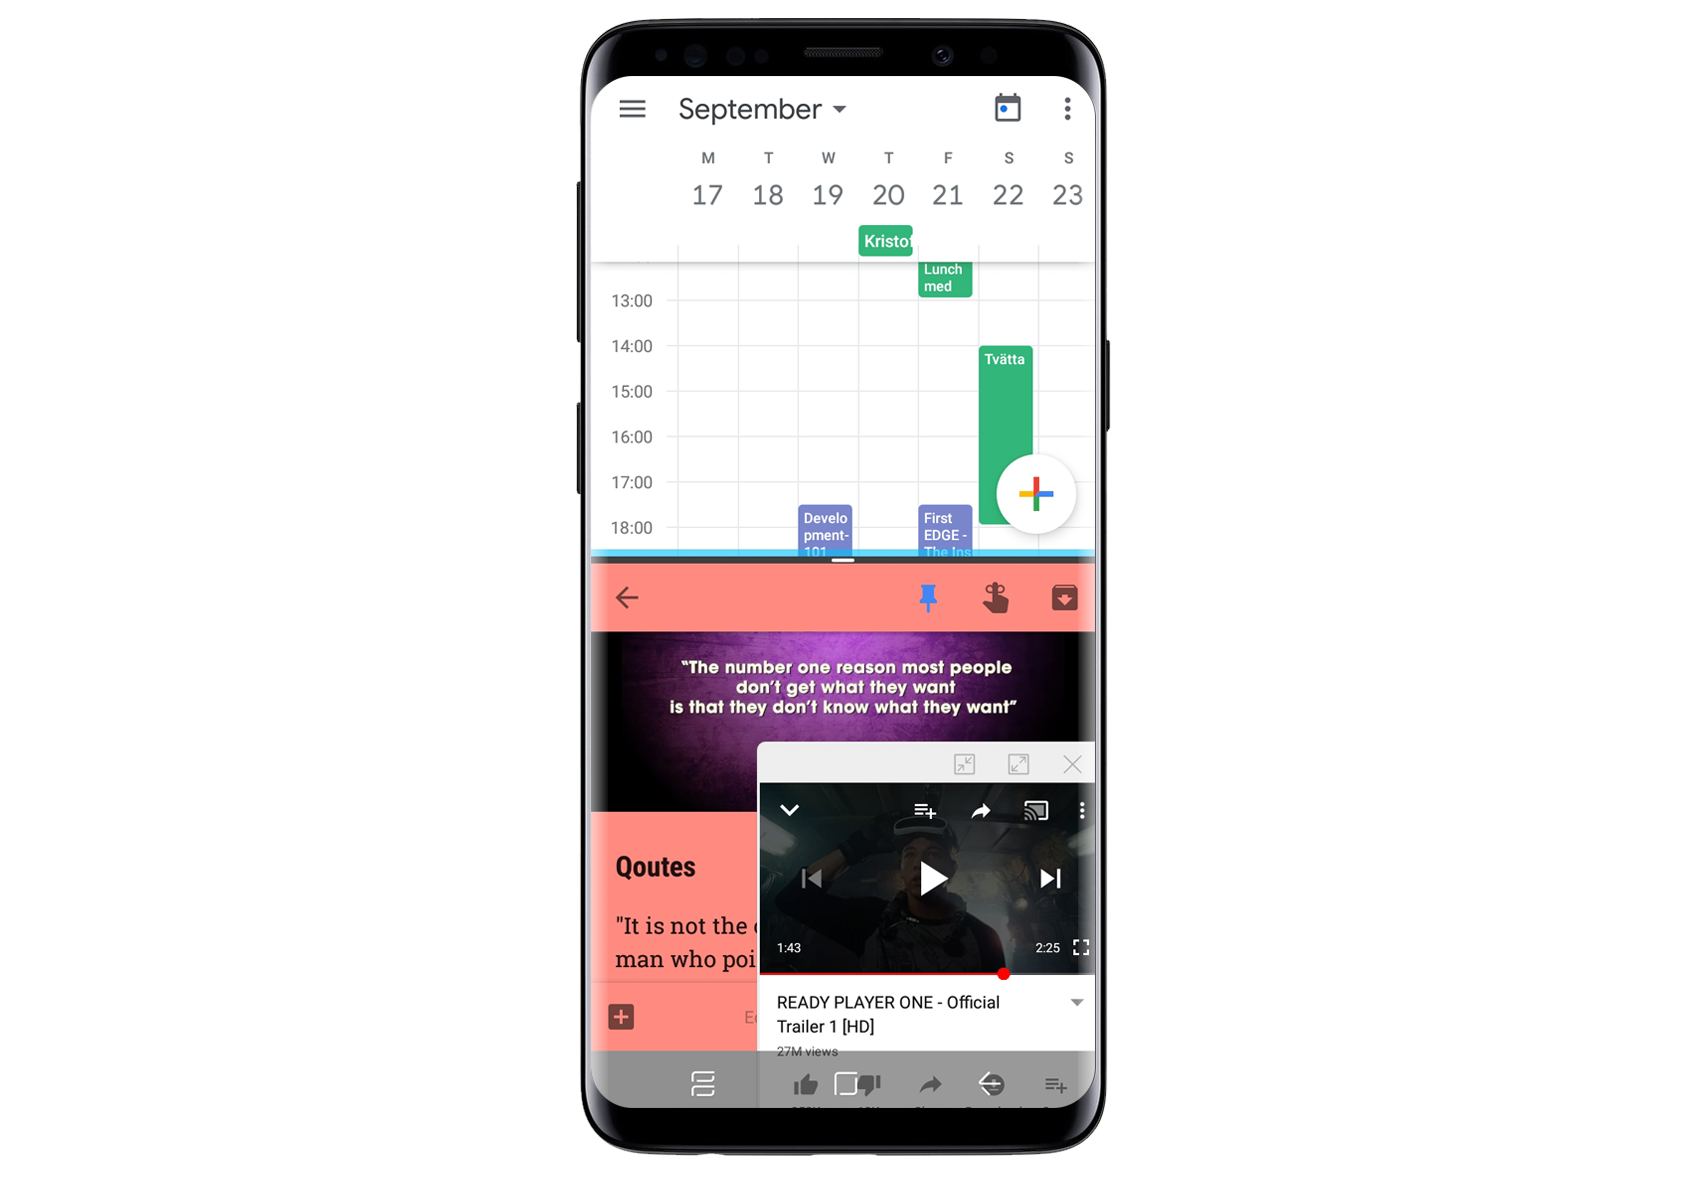 September
M T W T F S S
17 18 19 20 21 22 23
Kristof
Lunch
med
13:00
14:00
Tvätta
15:00
16:00
17:00
Develo
pment-
101
First
EDGE -
The Ins
18:00
“The number one reason most people
don’t get what they want
is that they don’t know what they want”
Qoutes
"It is not the
man who poi
1:43
2:25
READY PLAYER ONE - Official
Trailer 1 [HD]
27M views